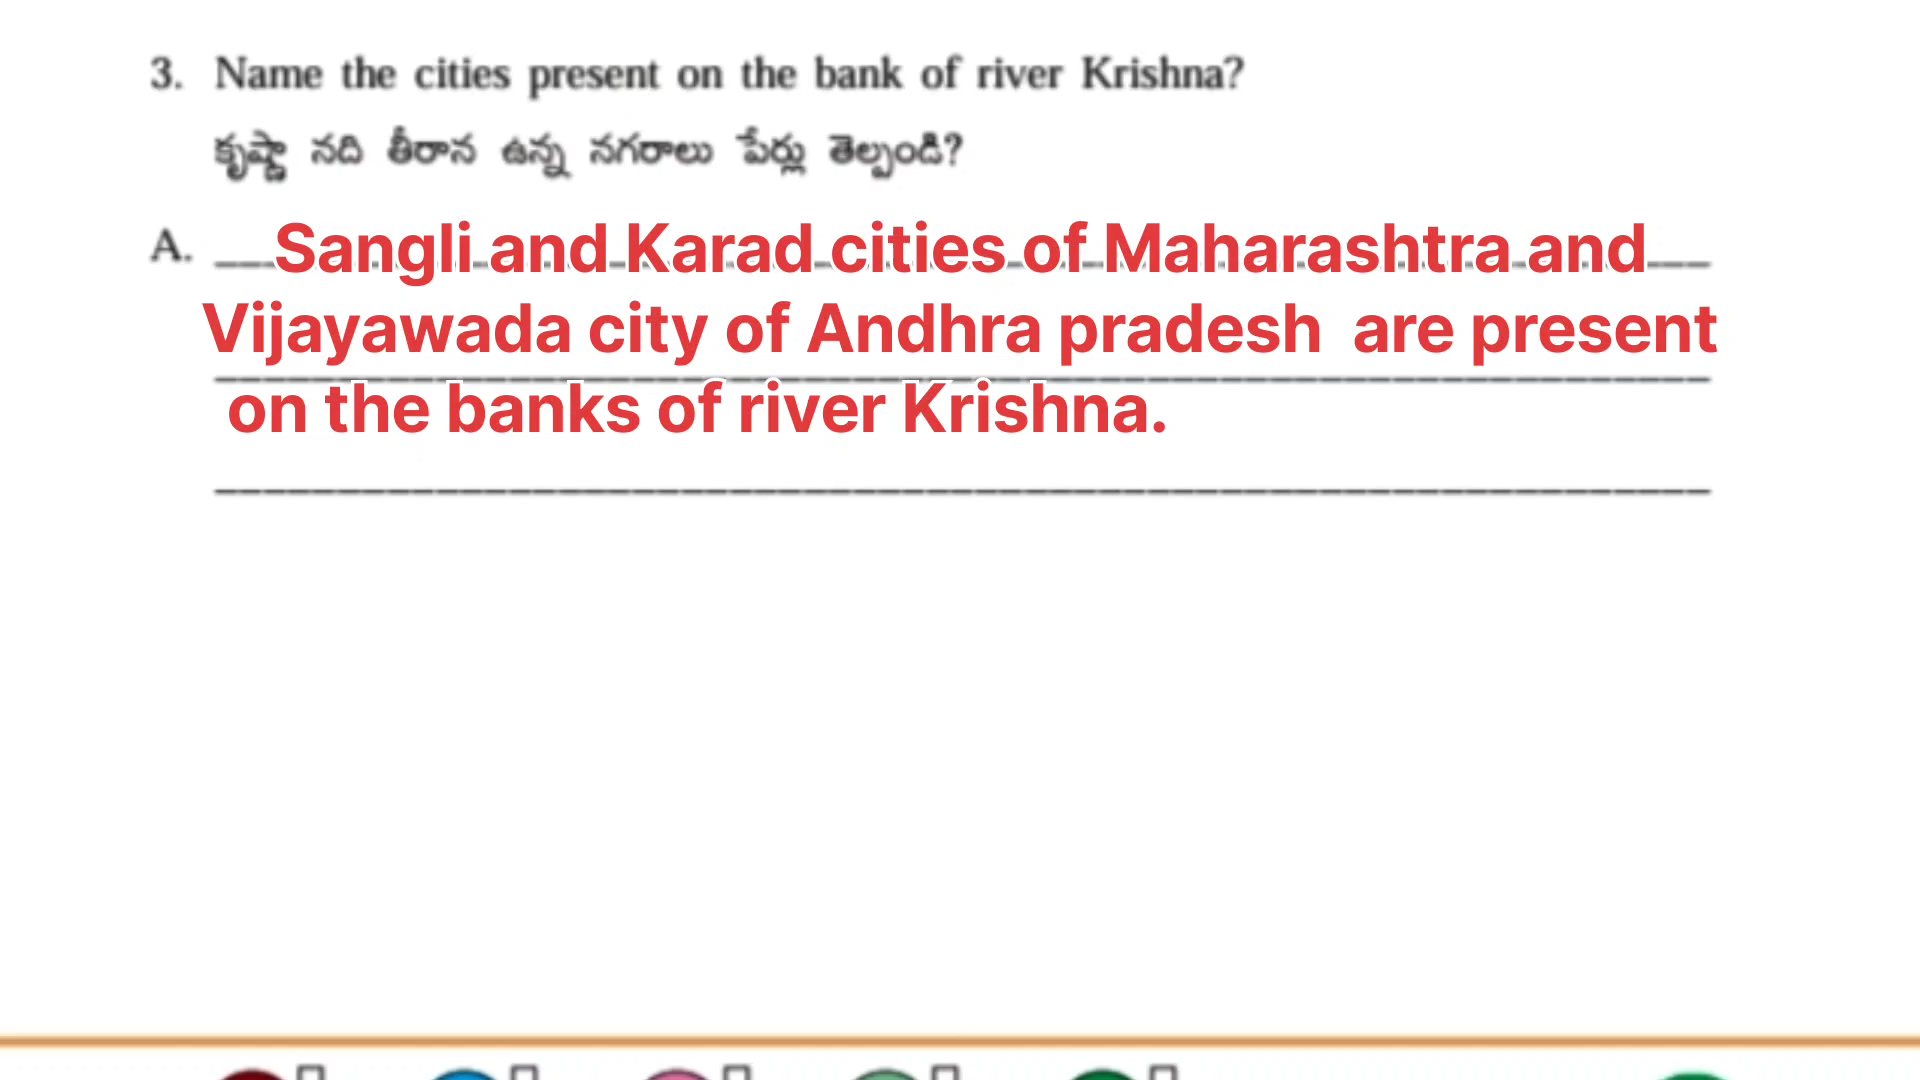 3. Name the cities present on the bank of river Krishna?
కృష్ణా నది తీరాన ఉన్న నగరాలు పేర్లు తెల్పండి?
A. Sangli and Karad cities of Maharashtra and
Vijayawada city of Andhra pradesh are present
on the banks of river Krishna.